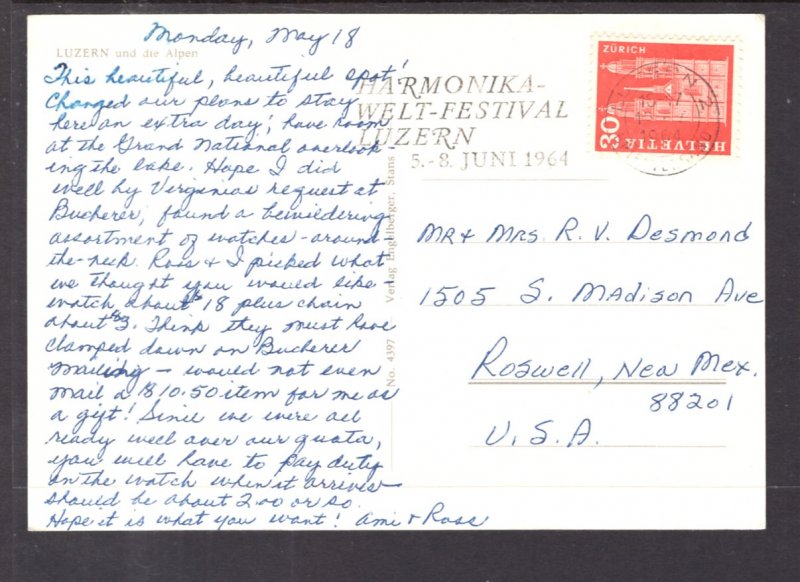 Monday, May 18
LUZERN und die Alpen
This beautiful, beautiful spot!
Changed our plans to stay
here an extra day; have room
at the Grand National overlook
ing the lake. Hope I did
well by Verginias request at
Bucherer, found a bewildering
assortment of watches-around
the-neck. Ross & I picked what
we thought you would like
watch about $18 plus chain
about $3. Think they must have
clamped down on Bucherer
mailing – would not even
mail a $10.50 item for me as
a gift! Since we were all
ready well over our quota,
you will have to pay duty
on the watch when it arrives–
should be about 2.00 or so.
Hope it is what you want! Ami & Ross
No. 4397 — Verlag Engelberger, Stans
HARMONIKA-
WELT-FESTIVAL
LUZERN
5.-8. JUNI 1964
ZÜRICH
30
HELVETIA
1964
Mr & Mrs. R. V. Desmond
1505 S. Madison Ave
Roswell, New Mex.
88201
U.S.A.